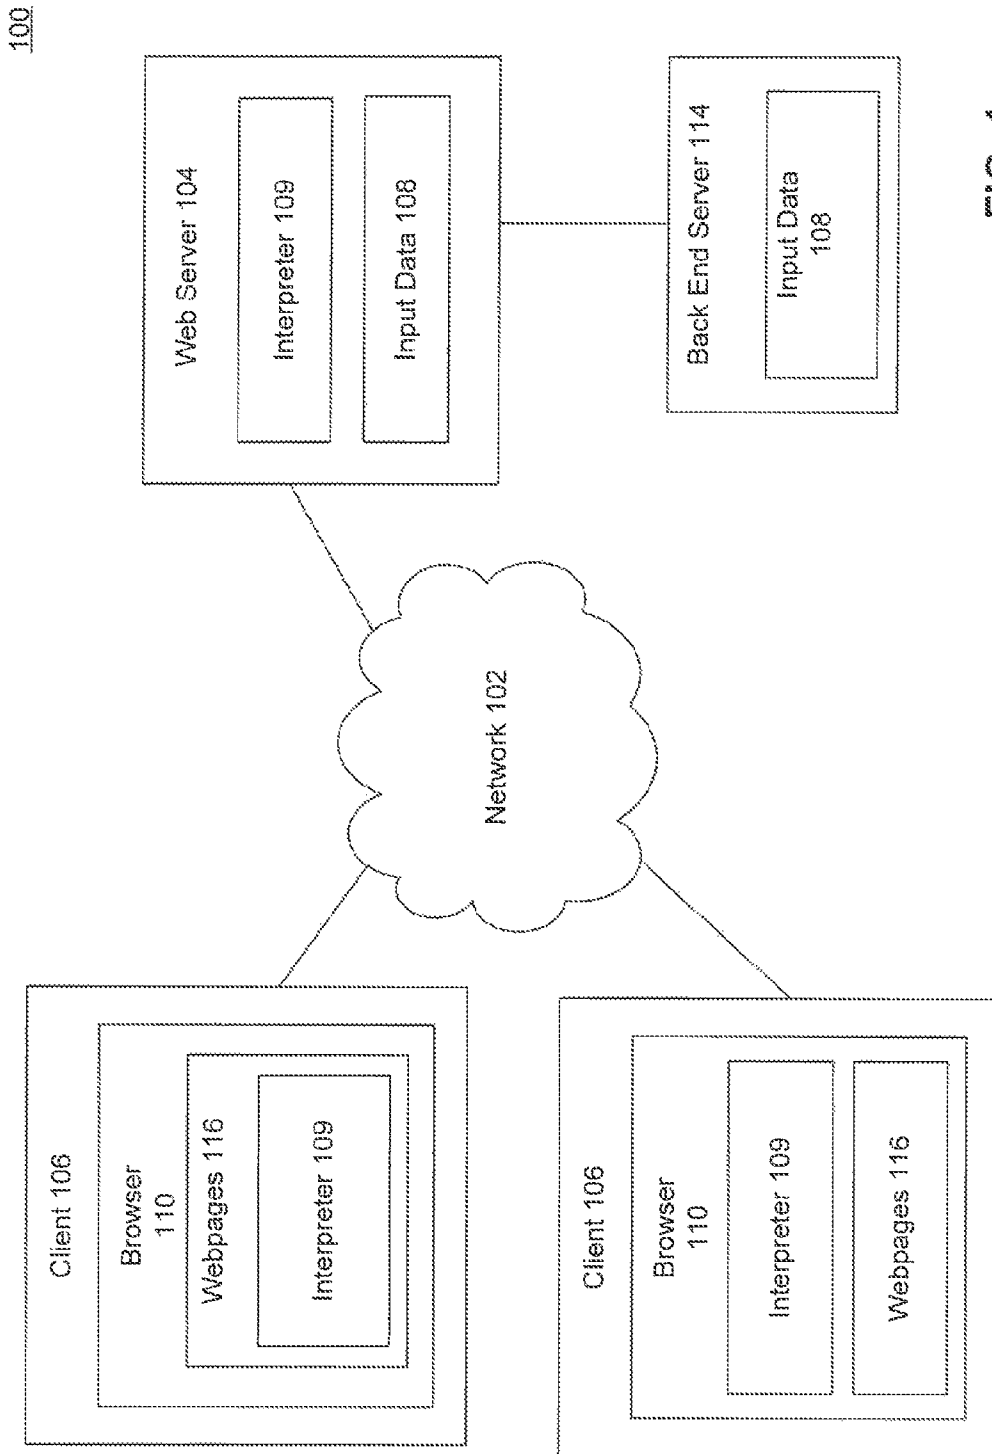 100
Client 106
Browser
110
Webpages 116
Interpreter 109
Client 106
Browser
110
Interpreter 109
Webpages 116
Network 102
Web Server 104
Interpreter 109
Input Data 108
Back End Server 114
Input Data
108